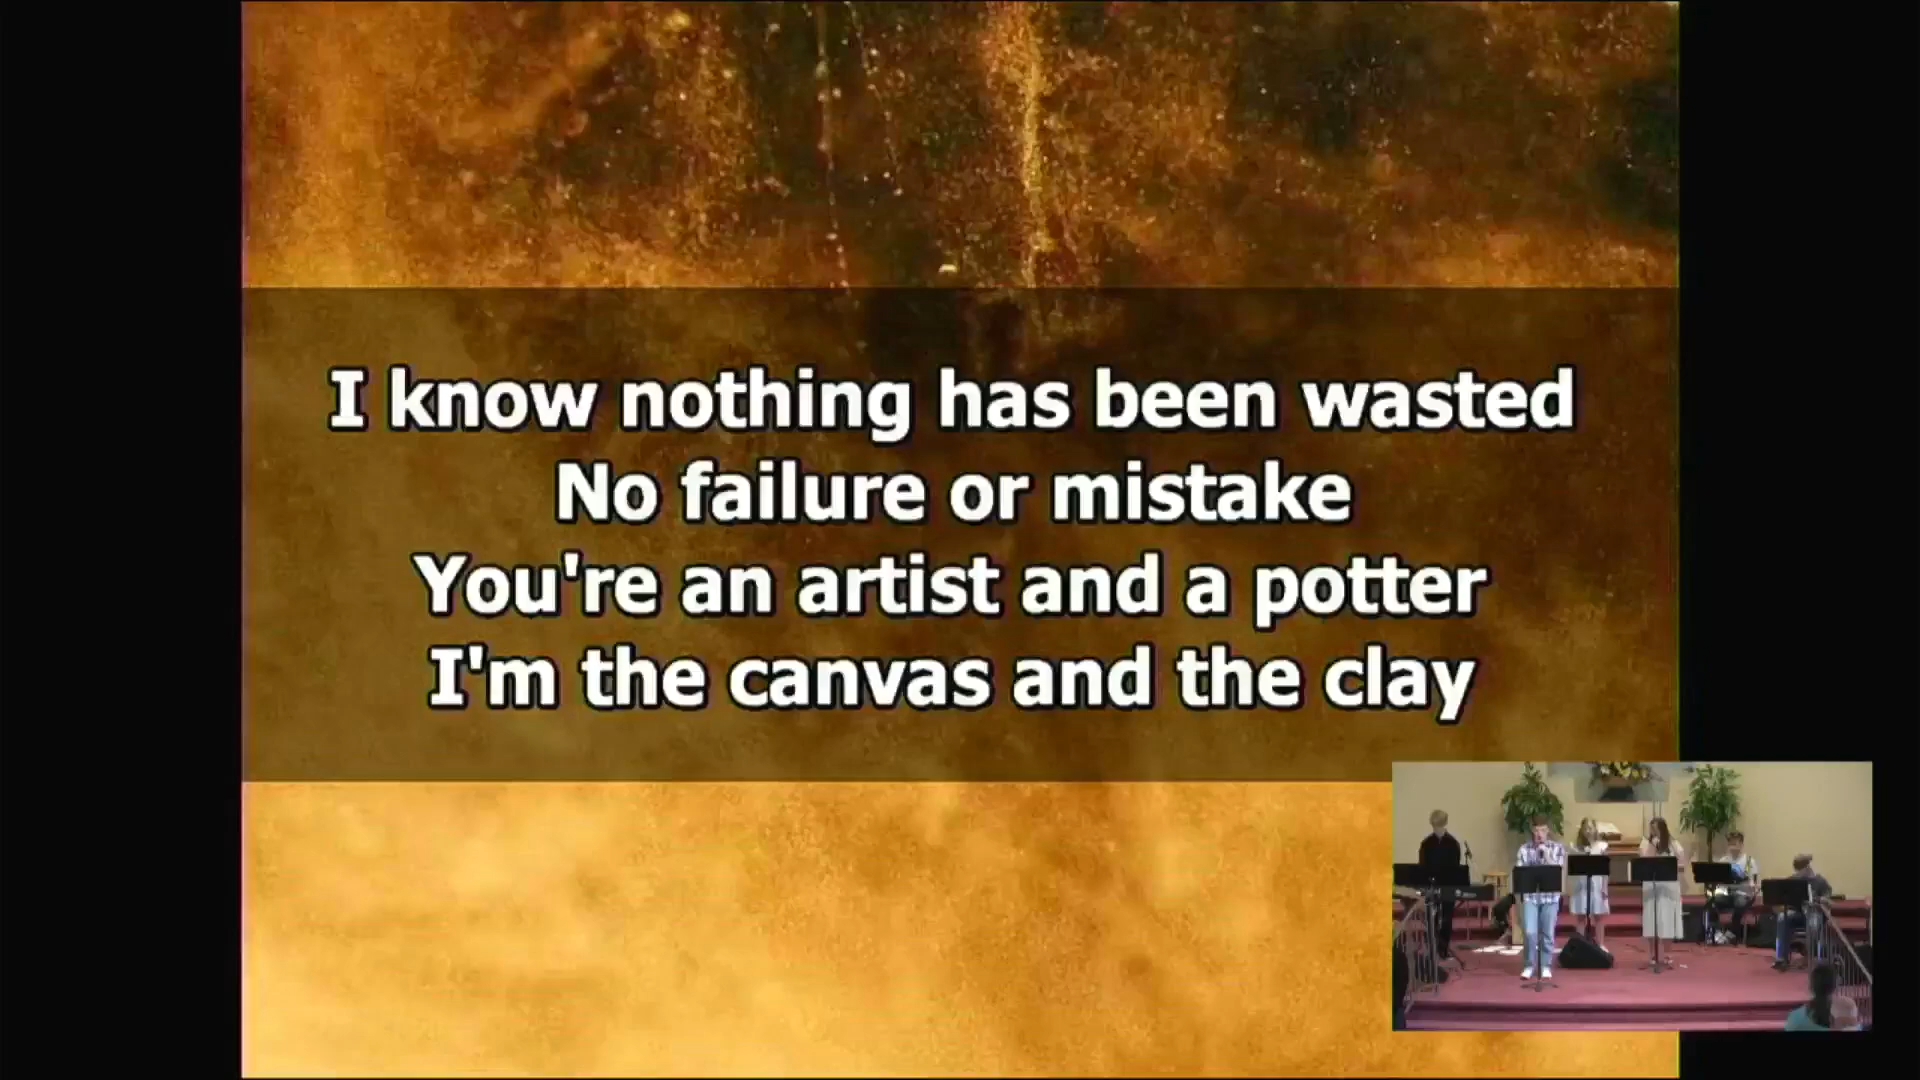 I know nothing has been wasted
No failure or mistake
You're an artist and a potter
I'm the canvas and the clay